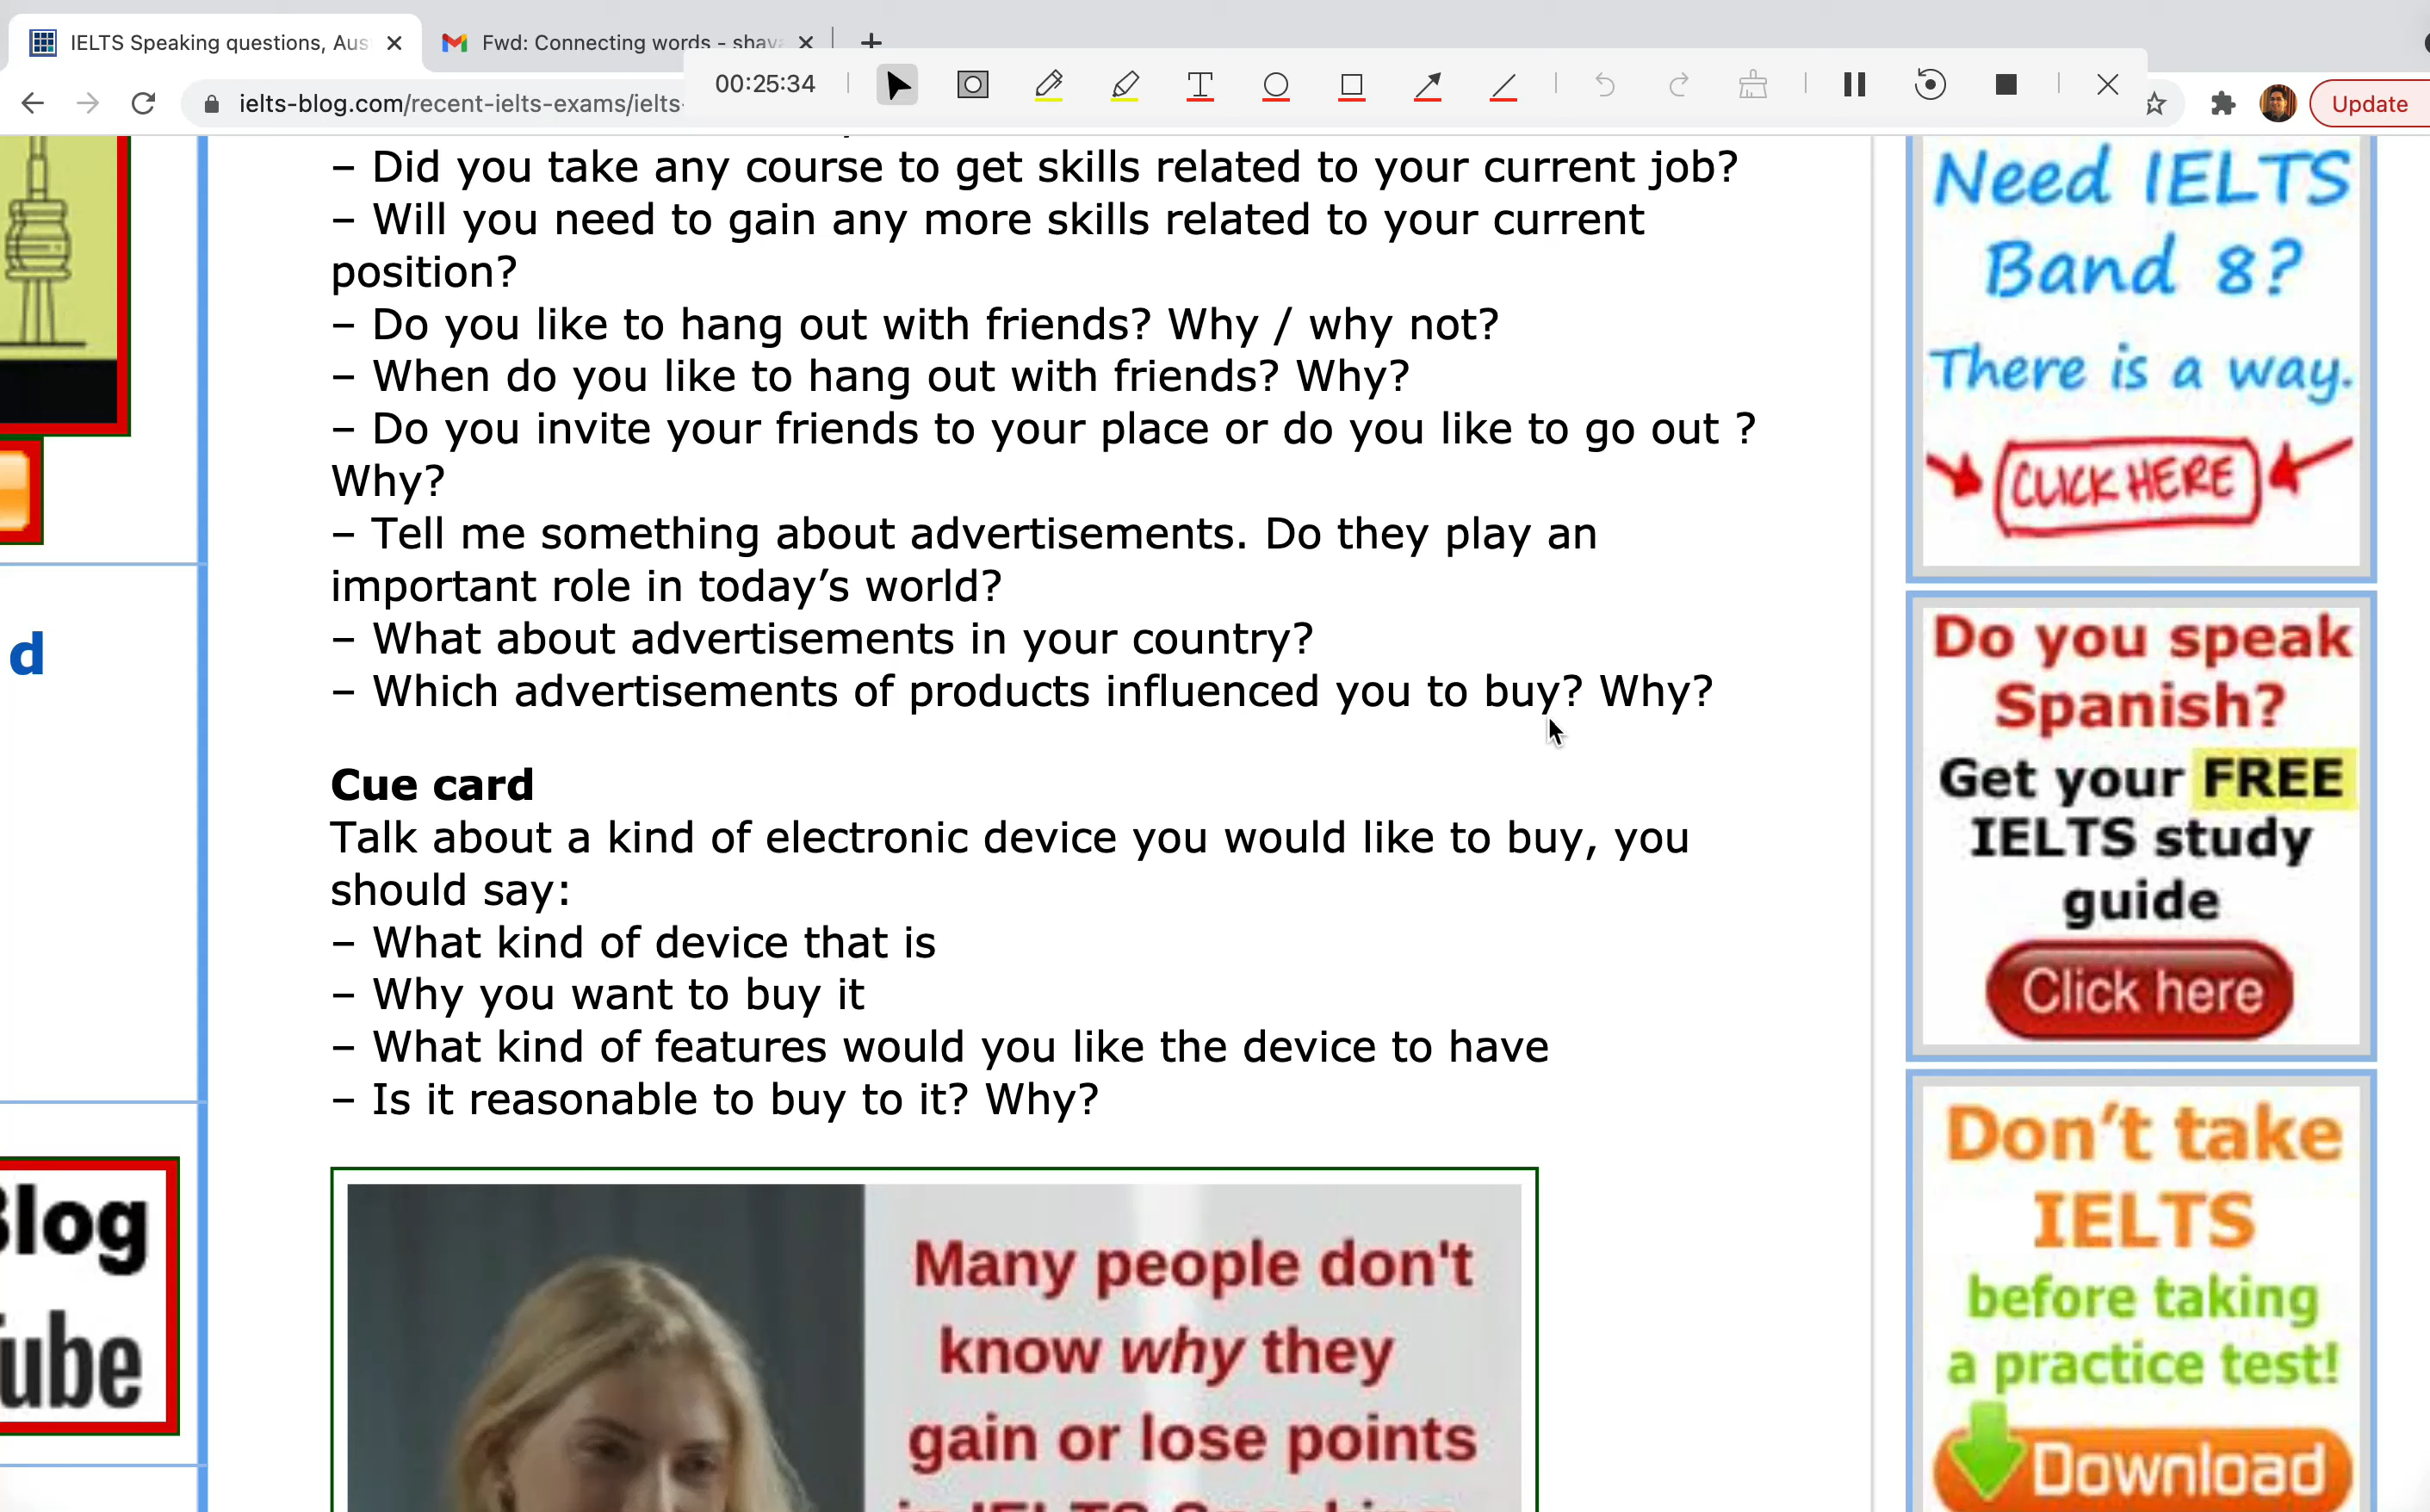 IELTS Speaking questions, Aus
Fwd: Connecting words - shava
00:25:34
ielts-blog.com/recent-ielts-exams/ielts-
Update
– Did you take any course to get skills related to your current job?
– Will you need to gain any more skills related to your current
position?
– Do you like to hang out with friends? Why / why not?
– When do you like to hang out with friends? Why?
– Do you invite your friends to your place or do you like to go out ?
Why?
– Tell me something about advertisements. Do they play an
important role in today’s world?
– What about advertisements in your country?
– Which advertisements of products influenced you to buy? Why?
Cue card
Talk about a kind of electronic device you would like to buy, you
should say:
– What kind of device that is
– Why you want to buy it
– What kind of features would you like the device to have
– Is it reasonable to buy to it? Why?
Many people don't
know why they
gain or lose points
in IELTS Speaking
d
Blog
Tube
Need IELTS
Band 8?
There is a way.
CLICK HERE
Do you speak
Spanish?
Get your FREE
IELTS study
guide
Click here
Don’t take
IELTS
before taking
a practice test!
Download